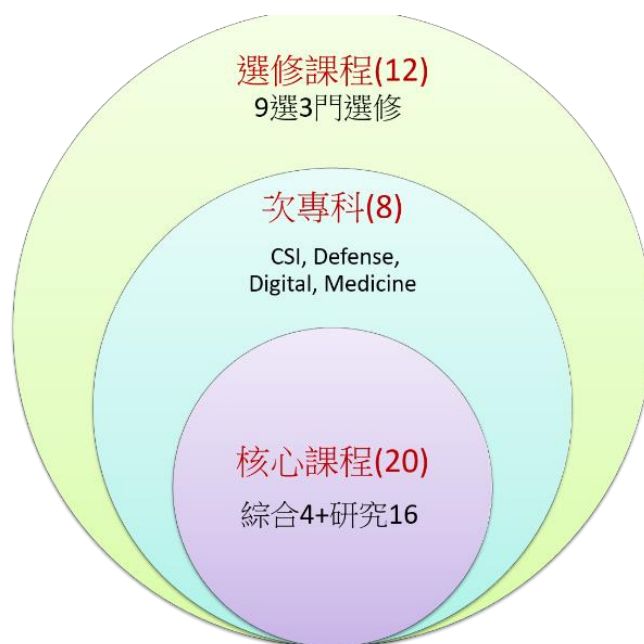 選修課程(12)
9選3門選修
次專科(8)
CSI, Defense,
Digital, Medicine
核心課程(20)
綜合4+研究16